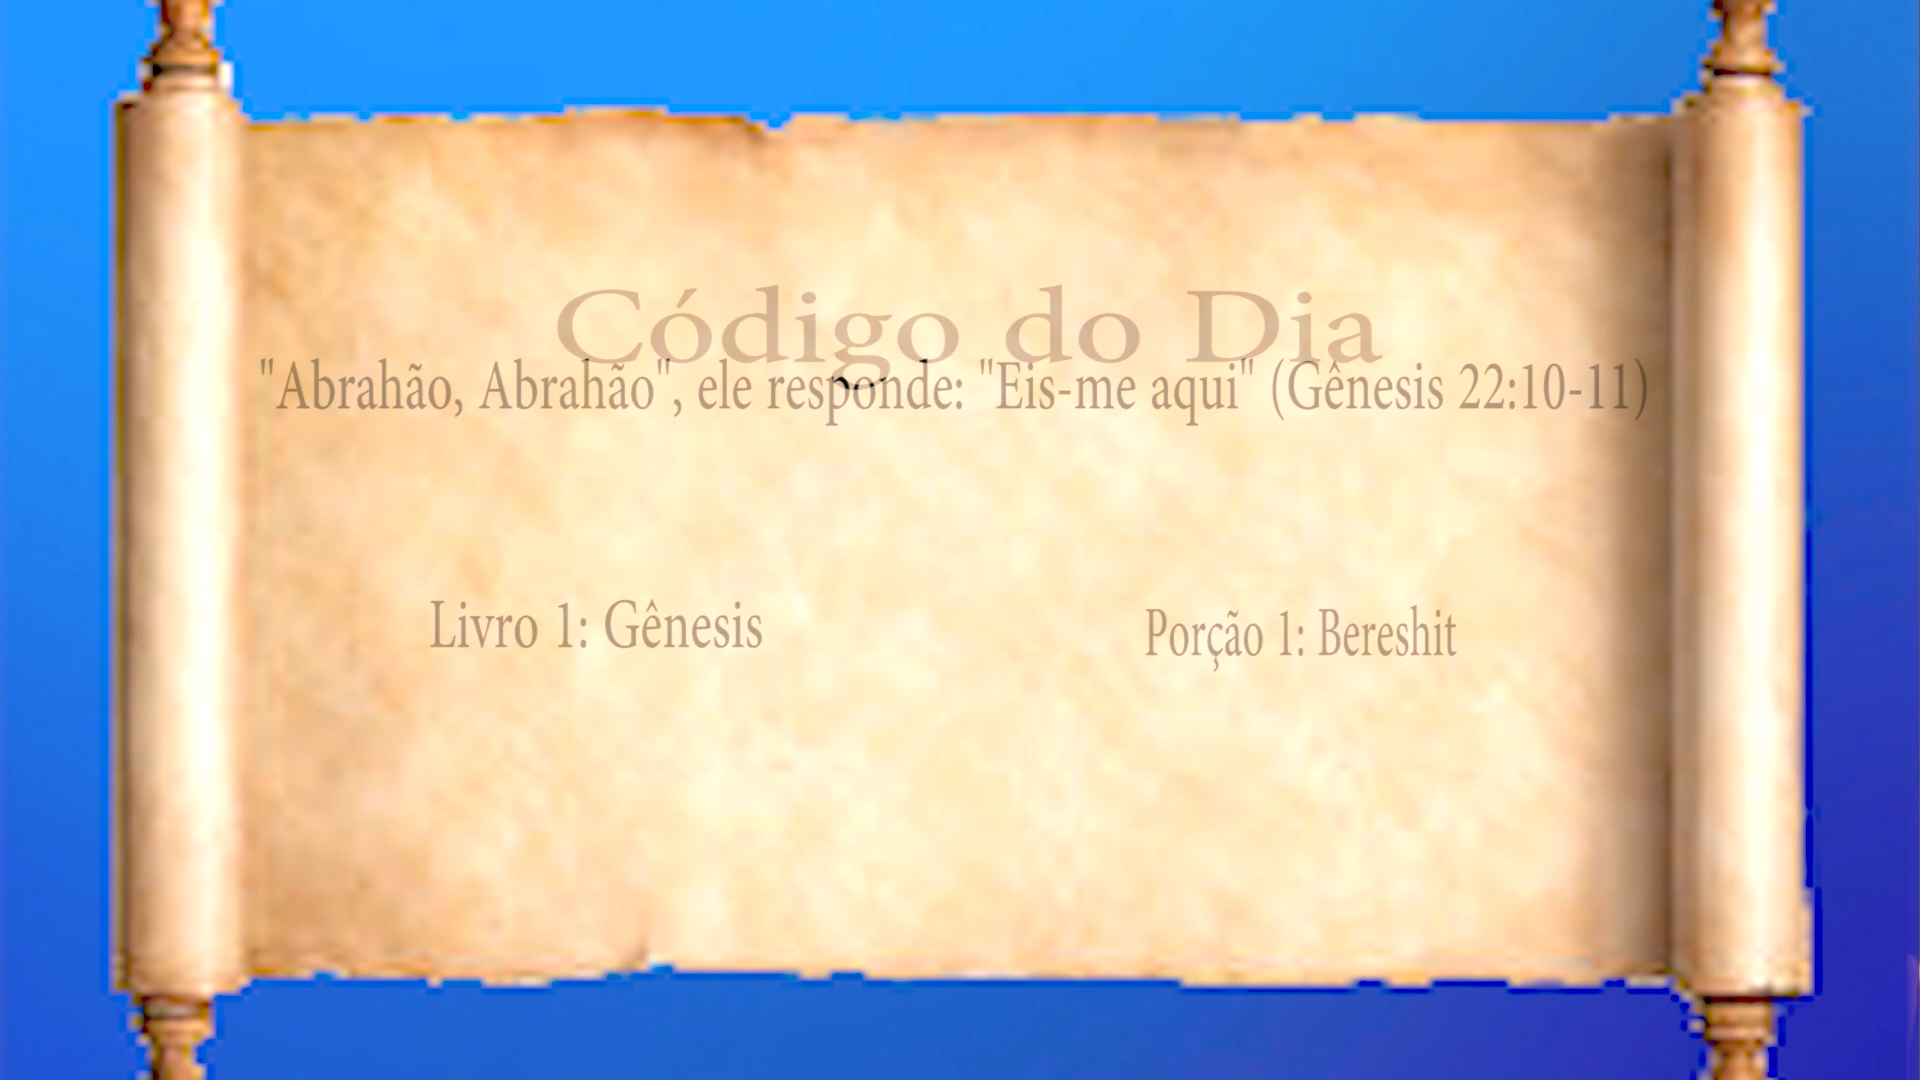 Código do Dia
"Abrahão, Abrahão", ele responde: "Eis-me aqui" (Gênesis 22:10-11)
Livro 1: Gênesis
Porção 1: Bereshit